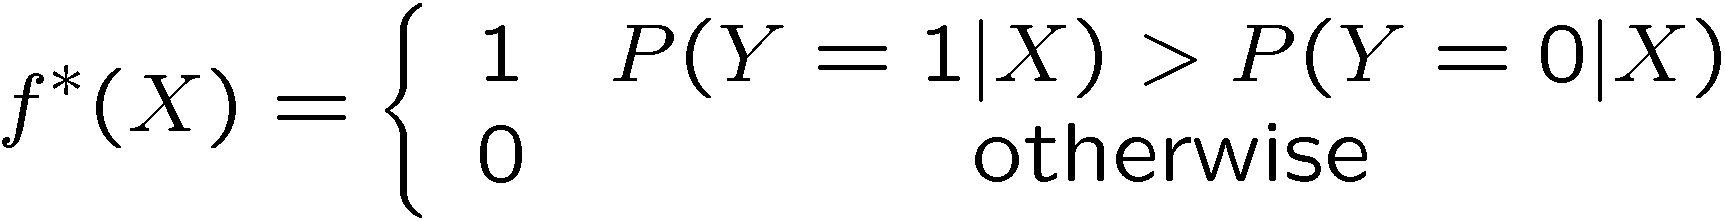 f*(X) = { 1 P(Y = 1|X) > P(Y = 0|X)
0 otherwise